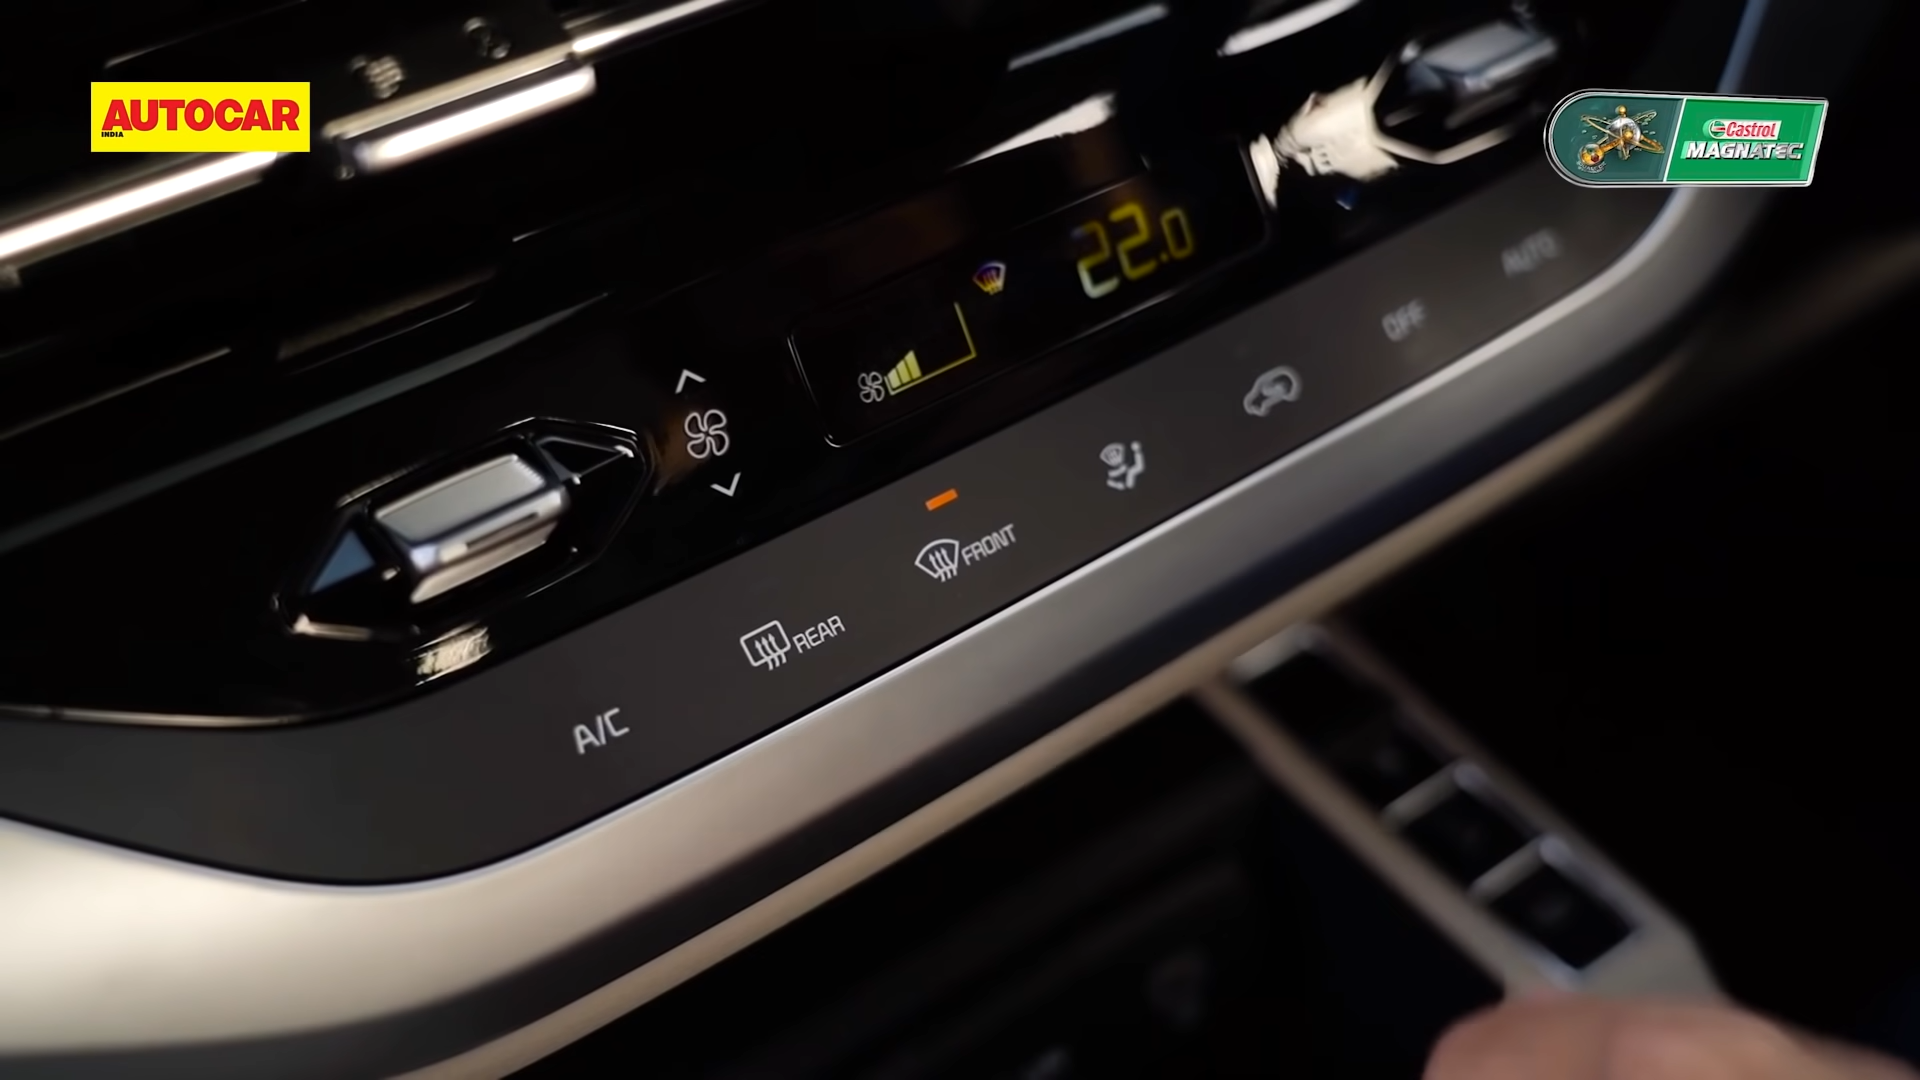 AUTOCAR
INDIA
Castrol
MAGNATEC
22.0
AUTO
OFF
FRONT
REAR
A/C